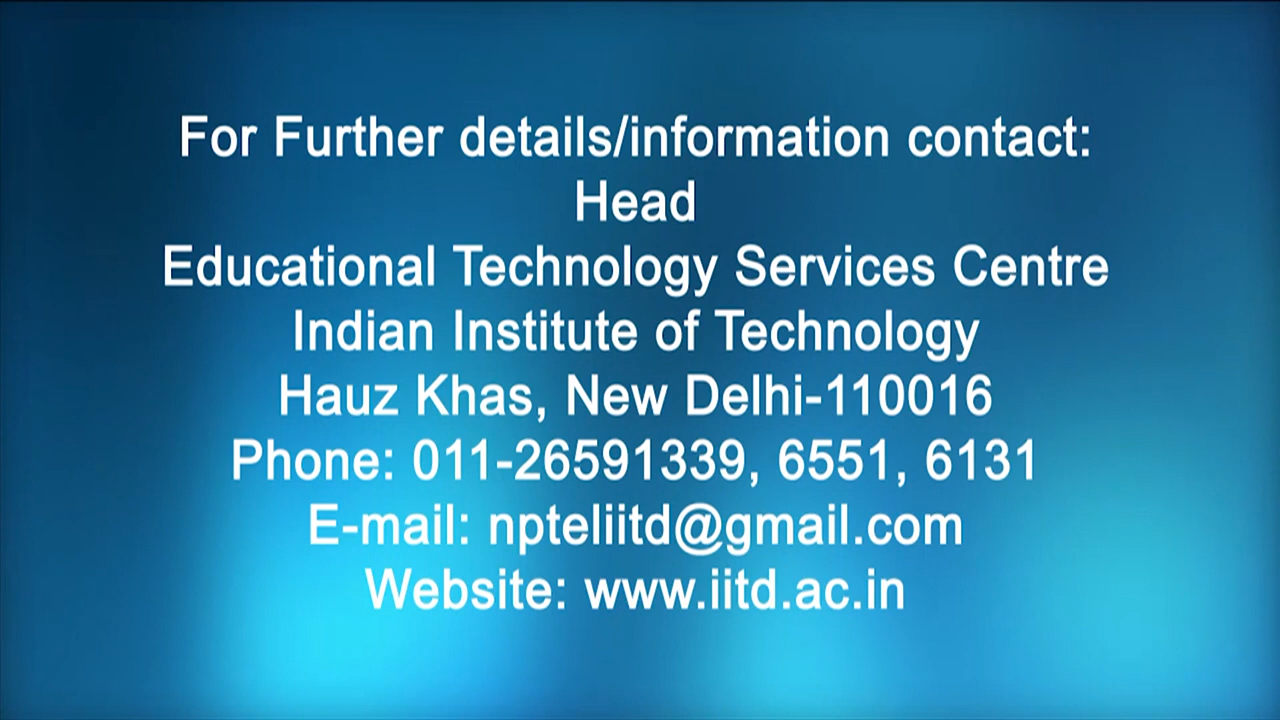 For Further details/information contact:
Head
Educational Technology Services Centre
Indian Institute of Technology
Hauz Khas, New Delhi-110016
Phone: 011-26591339, 6551, 6131
E-mail: npteliitd@gmail.com
Website: www.iitd.ac.in